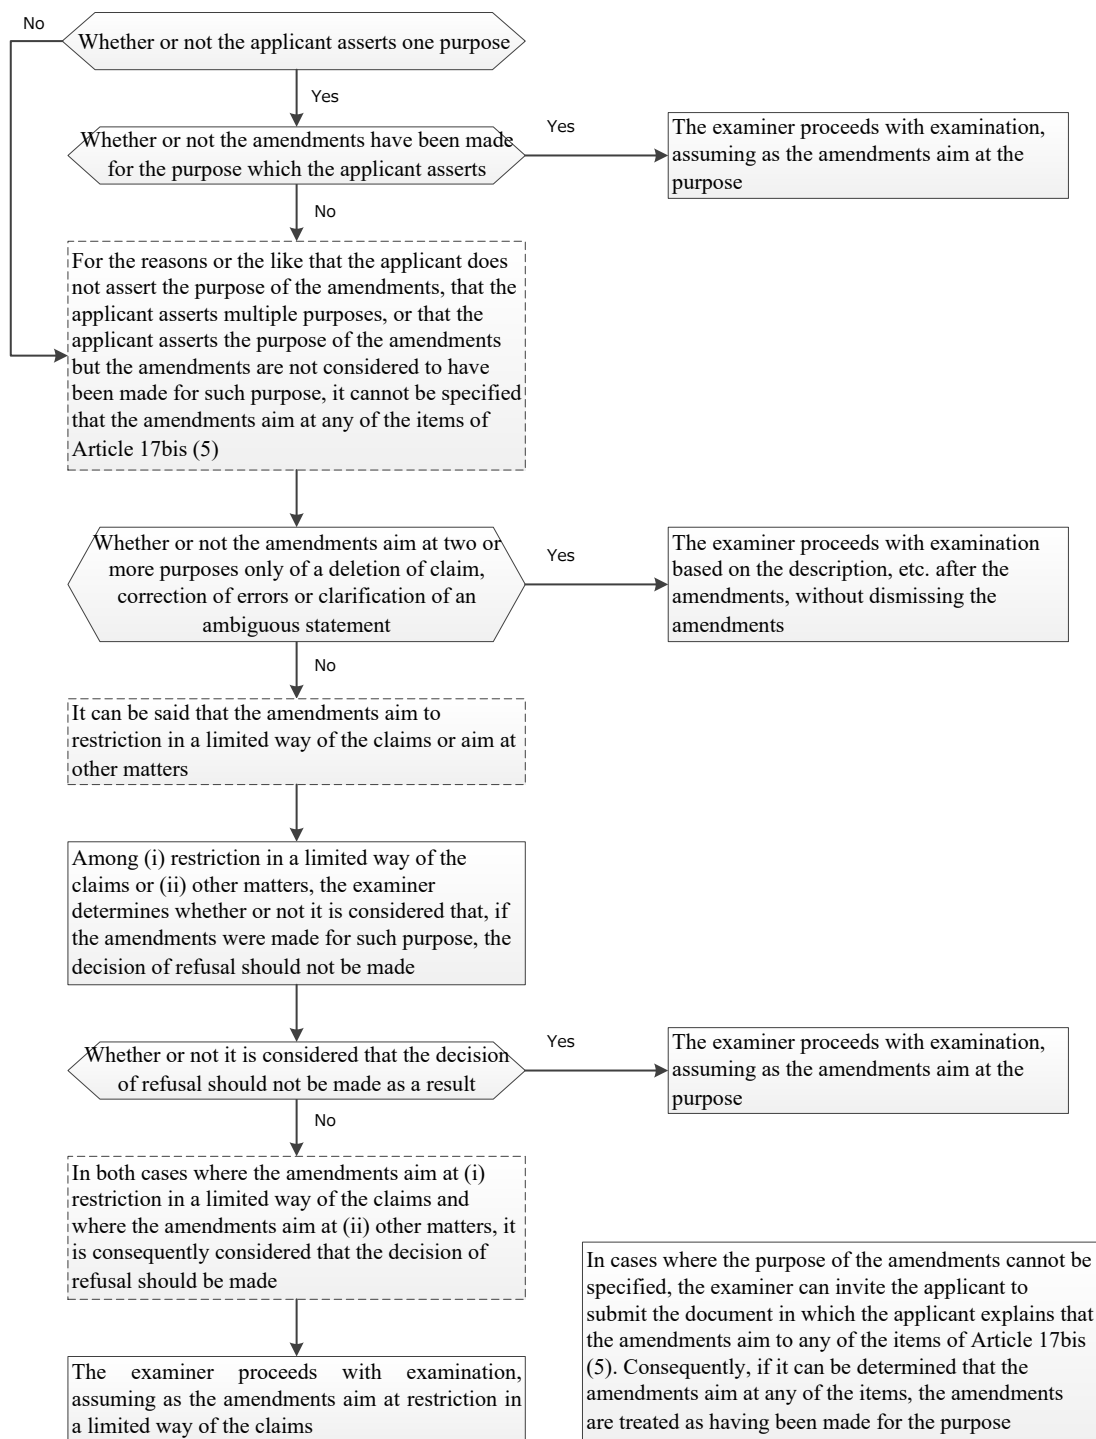 No
Whether or not the applicant asserts one purpose
Yes
Whether or not the amendments have been made
for the purpose which the applicant asserts
Yes
The examiner proceeds with examination,
assuming as the amendments aim at the
purpose
No
For the reasons or the like that the applicant does
not assert the purpose of the amendments, that the
applicant asserts multiple purposes, or that the
applicant asserts the purpose of the amendments
but the amendments are not considered to have
been made for such purpose, it cannot be specified
that the amendments aim at any of the items of
Article 17bis (5)
Whether or not the amendments aim at two or
more purposes only of a deletion of claim,
correction of errors or clarification of an
ambiguous statement
Yes
The examiner proceeds with examination
based on the description, etc. after the
amendments, without dismissing the
amendments
No
It can be said that the amendments aim to
restriction in a limited way of the claims or aim at
other matters
Among (i) restriction in a limited way of the
claims or (ii) other matters, the examiner
determines whether or not it is considered that, if
the amendments were made for such purpose, the
decision of refusal should not be made
Whether or not it is considered that the decision
of refusal should not be made as a result
Yes
The examiner proceeds with examination,
assuming as the amendments aim at the
purpose
No
In both cases where the amendments aim at (i)
restriction in a limited way of the claims and
where the amendments aim at (ii) other matters, it
is consequently considered that the decision of
refusal should be made
The examiner proceeds with examination,
assuming as the amendments aim at restriction in
a limited way of the claims
In cases where the purpose of the amendments cannot be
specified, the examiner can invite the applicant to
submit the document in which the applicant explains that
the amendments aim to any of the items of Article 17bis
(5). Consequently, if it can be determined that the
amendments aim at any of the items, the amendments
are treated as having been made for the purpose